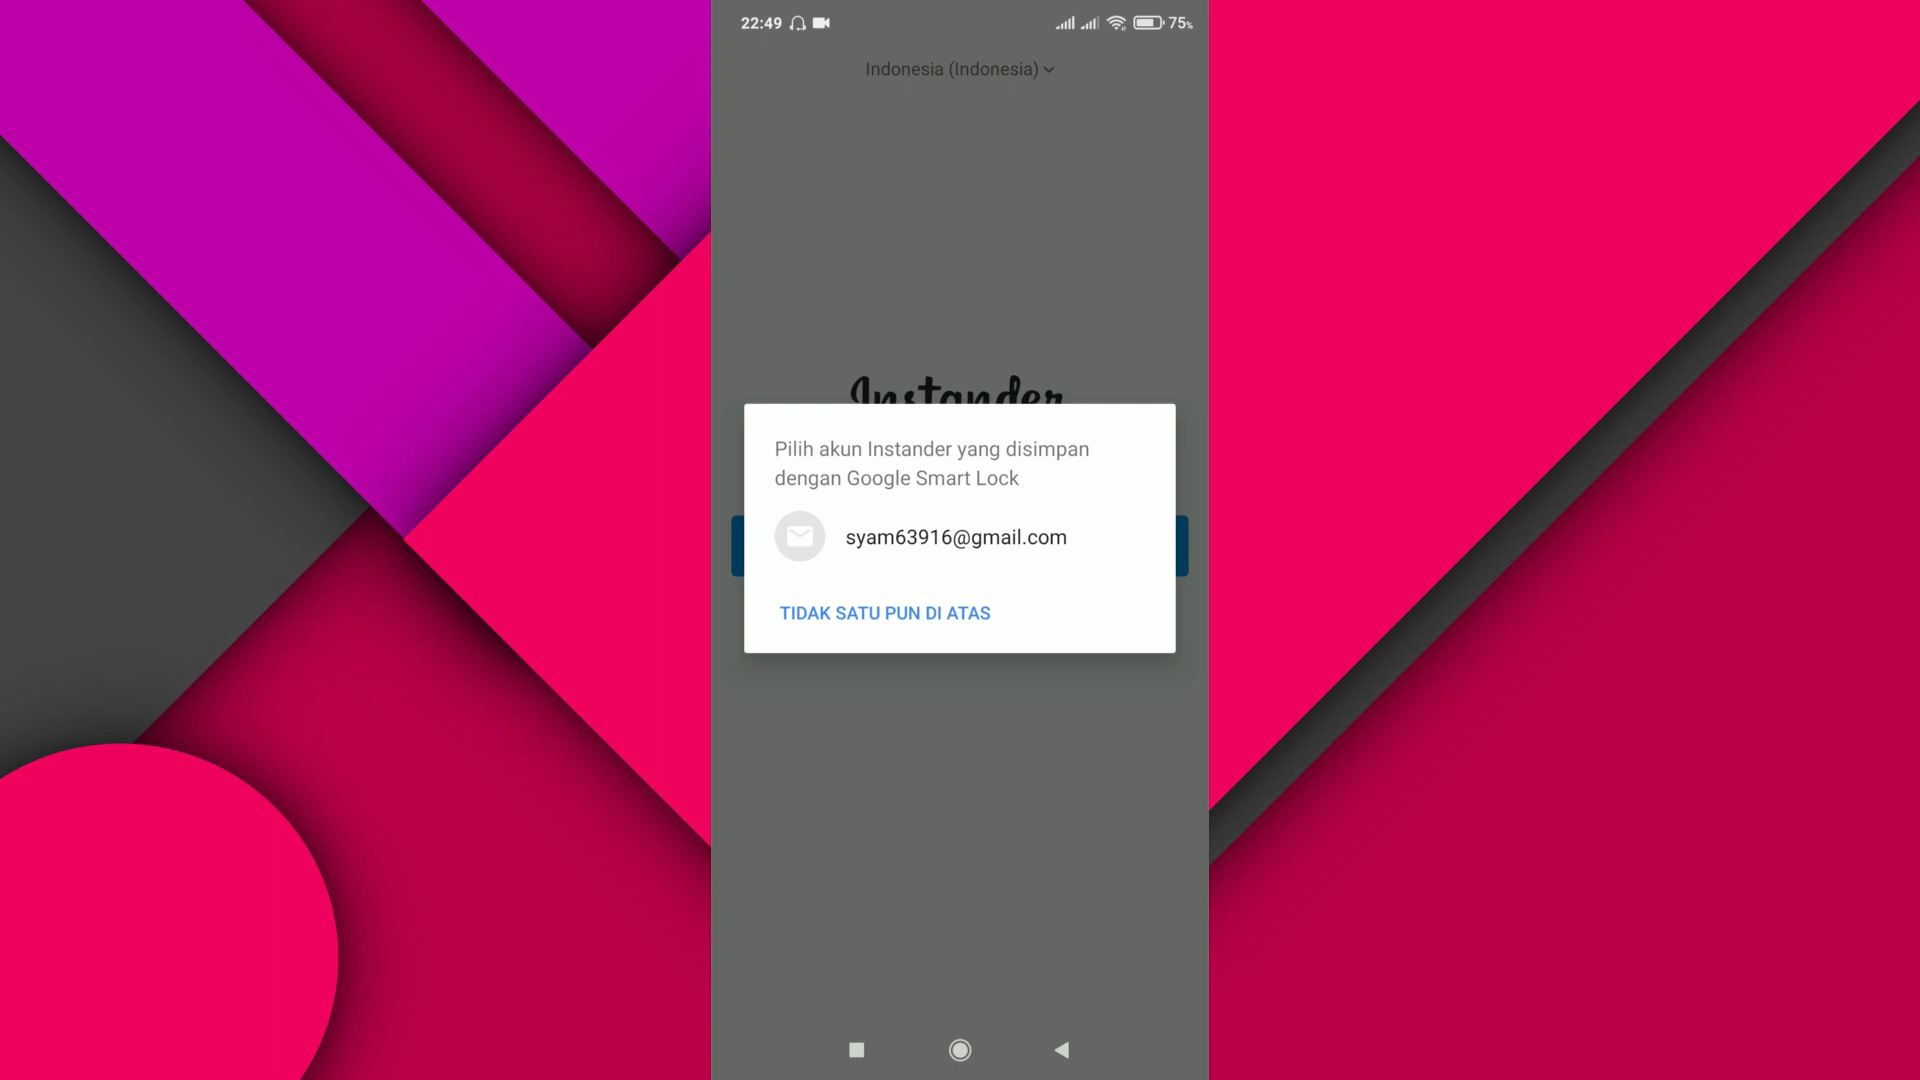 22:49 75%
Indonesia (Indonesia)
Instander
Pilih akun Instander yang disimpan
dengan Google Smart Lock
syam63916@gmail.com
TIDAK SATU PUN DI ATAS